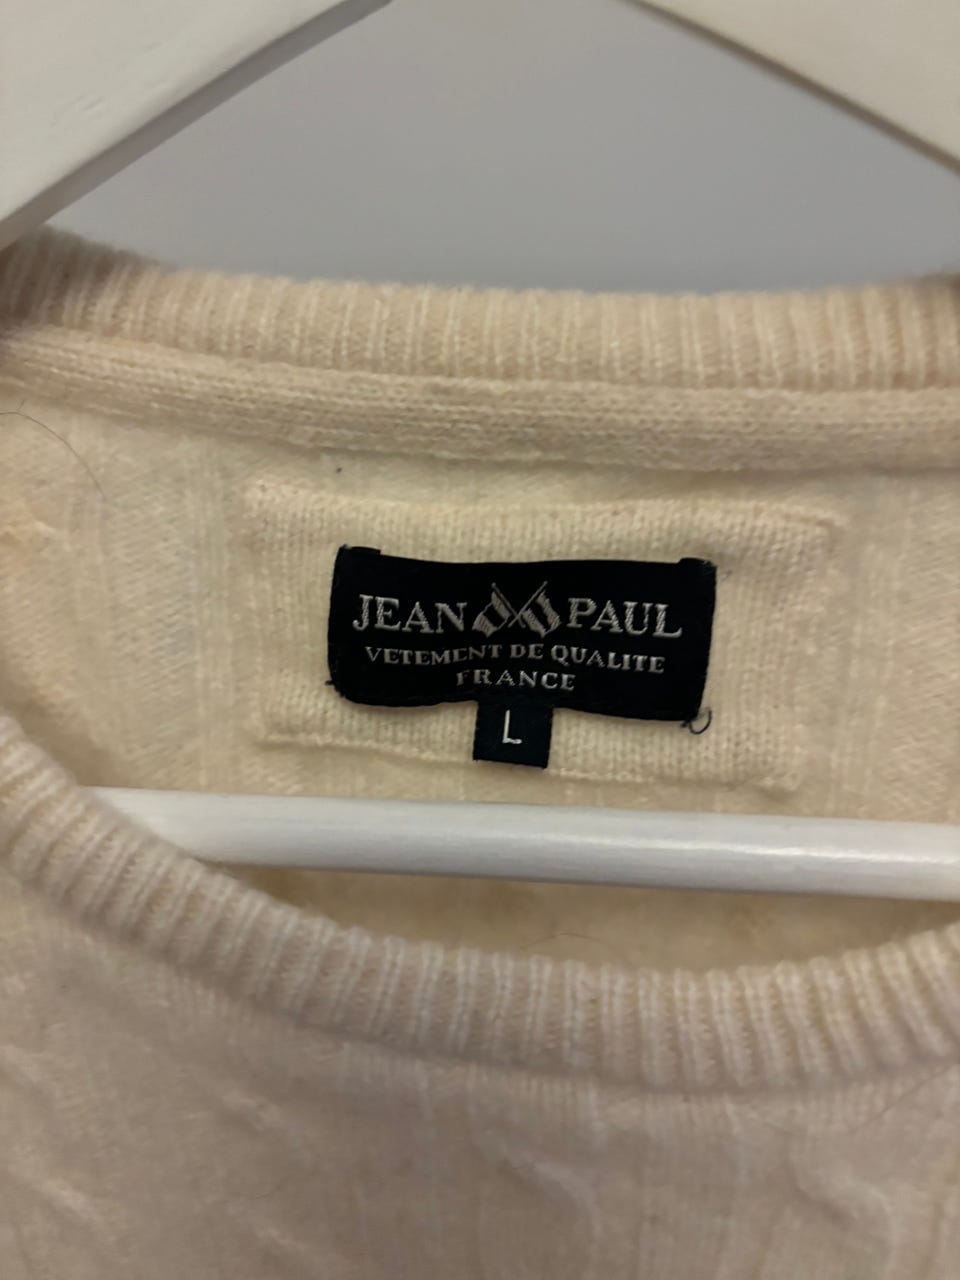 JEAN PAUL
VETEMENT DE QUALITE
FRANCE
L